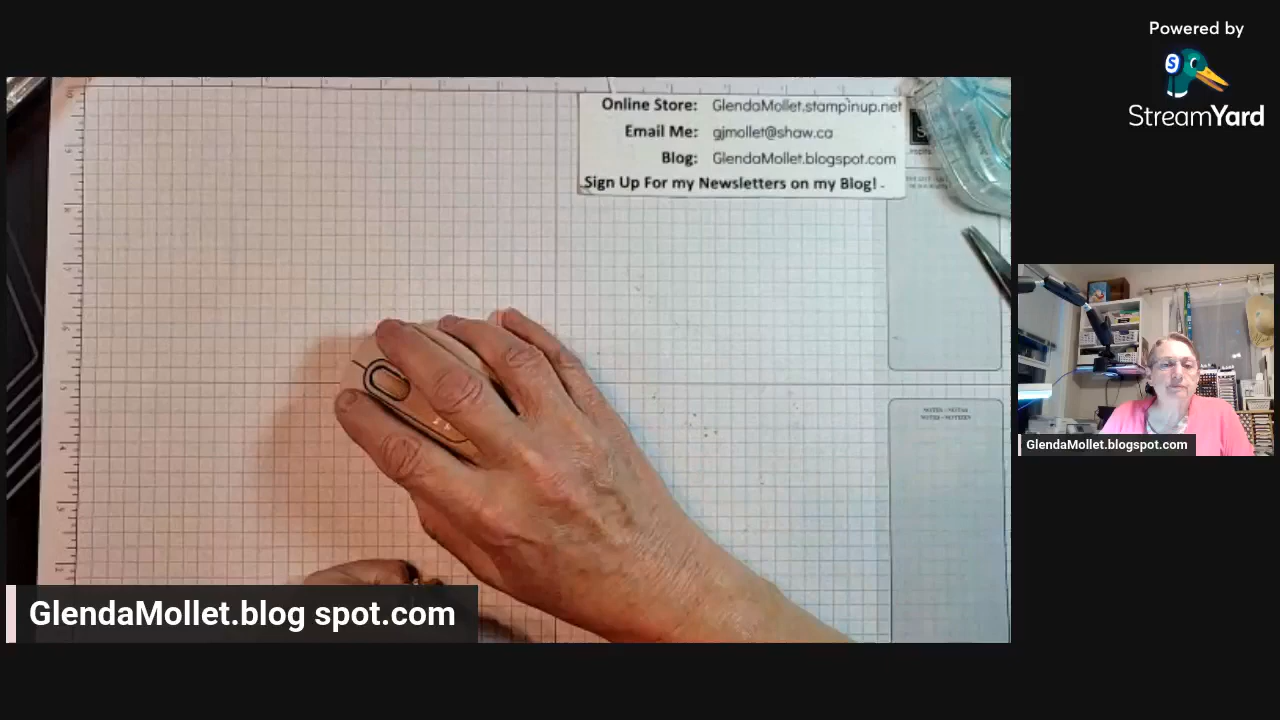 Powered by
StreamYard
Online Store: GlendaMollet.stampinup.net
Email Me: gjmollet@shaw.ca
Blog: GlendaMollet.blogspot.com
Sign Up For my Newsletters on my Blog!
GlendaMollet.blogspot.com
GlendaMollet.blog spot.com